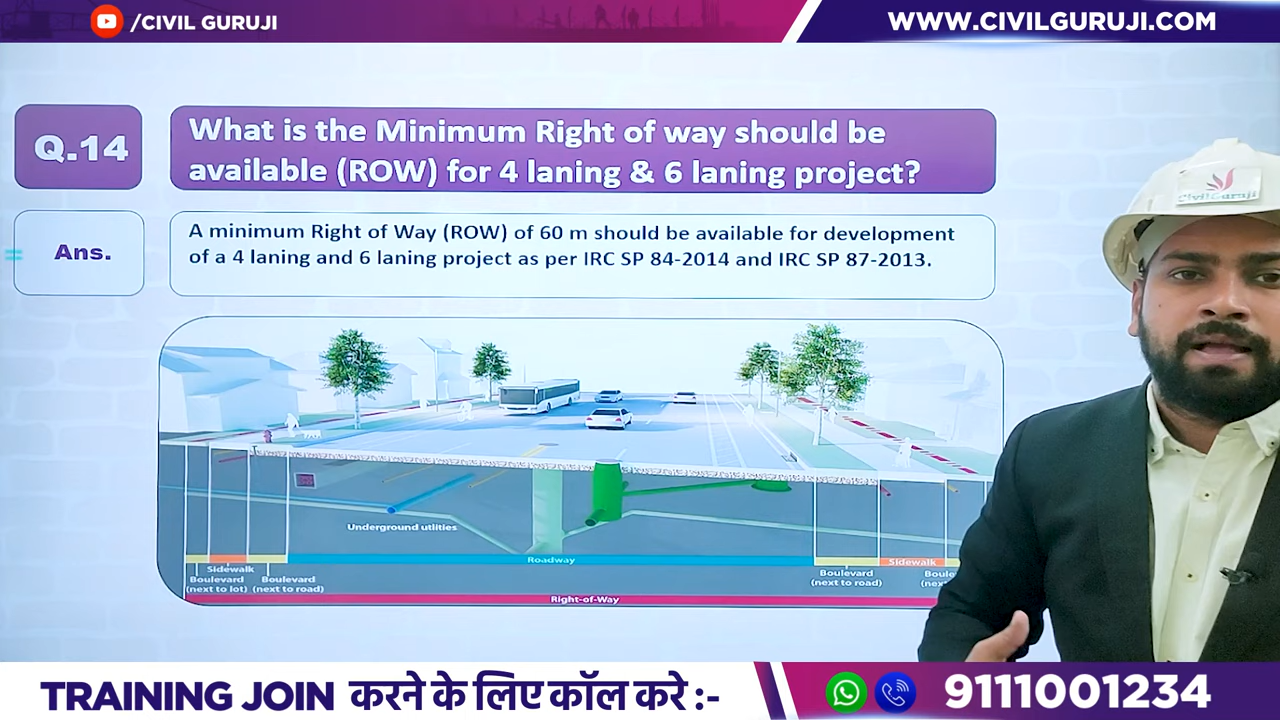 /CIVIL GURUJI
WWW.CIVILGURUJI.COM
Q.14
What is the Minimum Right of way should be
available (ROW) for 4 laning & 6 laning project?
Ans.
A minimum Right of Way (ROW) of 60 m should be available for development
of a 4 laning and 6 laning project as per IRC SP 84-2014 and IRC SP 87-2013.
CivilGuruji
Underground utlities
Roadway
Sidewalk
Boulevard
(next to lot)
Boulevard
(next to road)
Boulevard
(next to road)
Sidewalk
Right-of-Way
TRAINING JOIN करने के लिए कॉल करे :-
9111001234